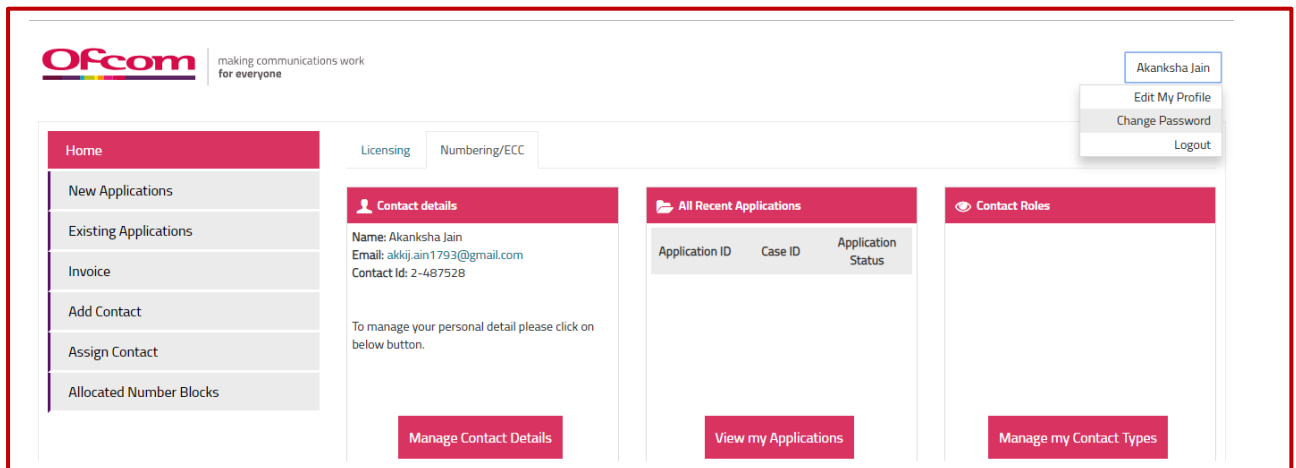 Ofcom
making communications work
for everyone
Akanksha Jain
Edit My Profile
Change Password
Logout
Home
New Applications
Existing Applications
Invoice
Add Contact
Assign Contact
Allocated Number Blocks
Licensing
Numbering/ECC
Contact details
Name: Akanksha Jain
Email: akkij.ain1793@gmail.com
Contact Id: 2-487528
To manage your personal detail please click on
below button.
Manage Contact Details
All Recent Applications
Application ID
Case ID
Application
Status
View my Applications
Contact Roles
Manage my Contact Types